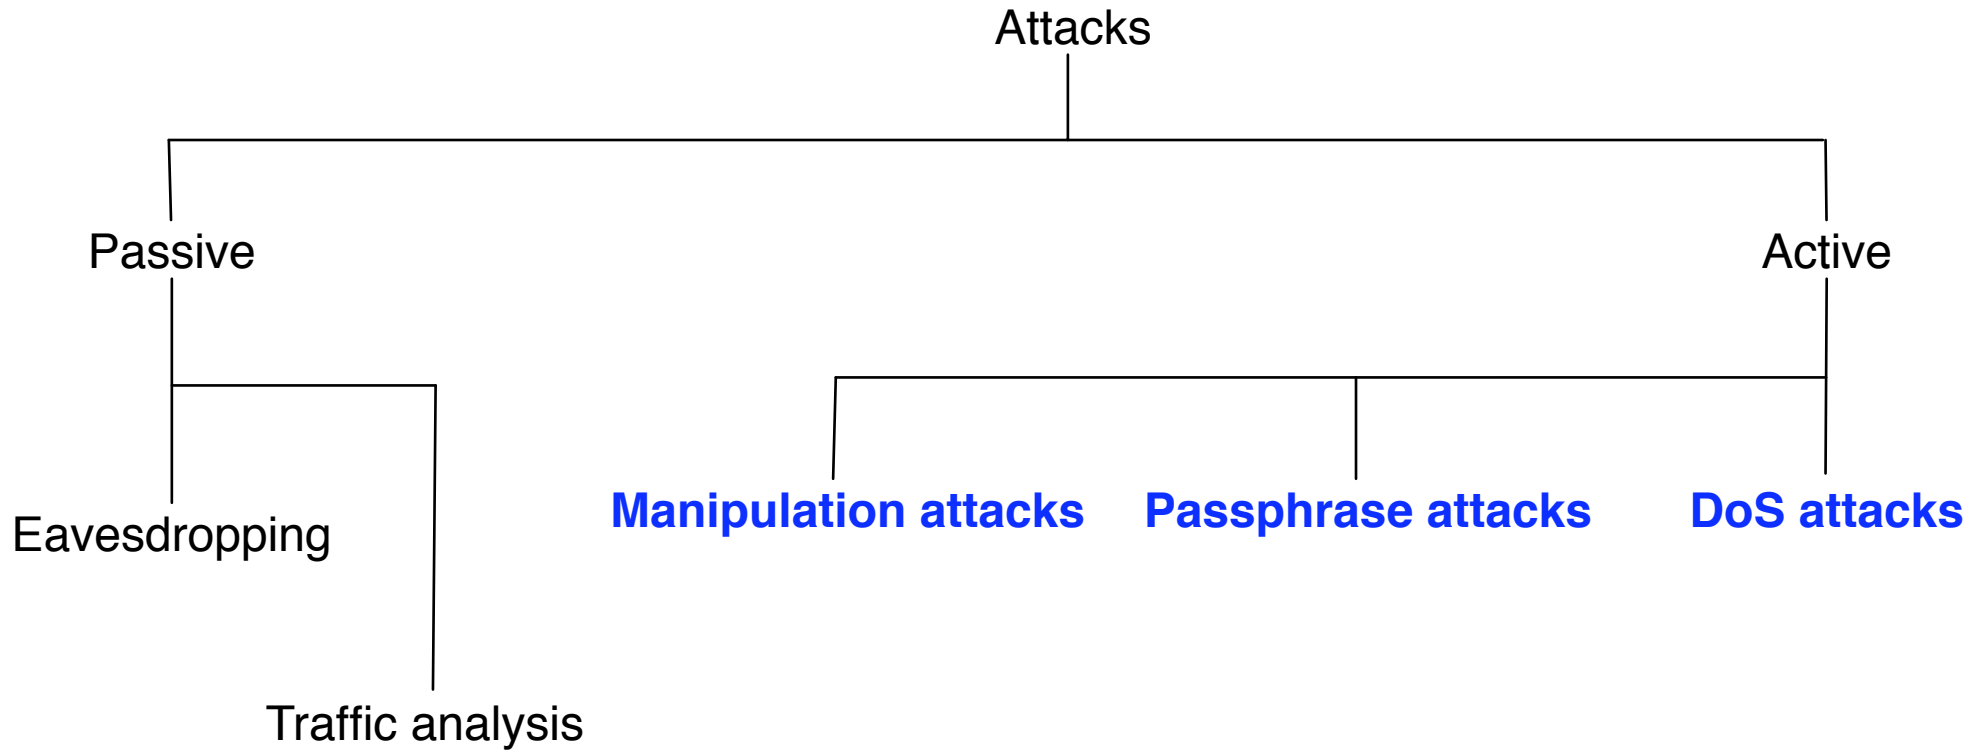 Attacks
Passive
Active
Manipulation attacks
Passphrase attacks
DoS attacks
Eavesdropping
Traffic analysis